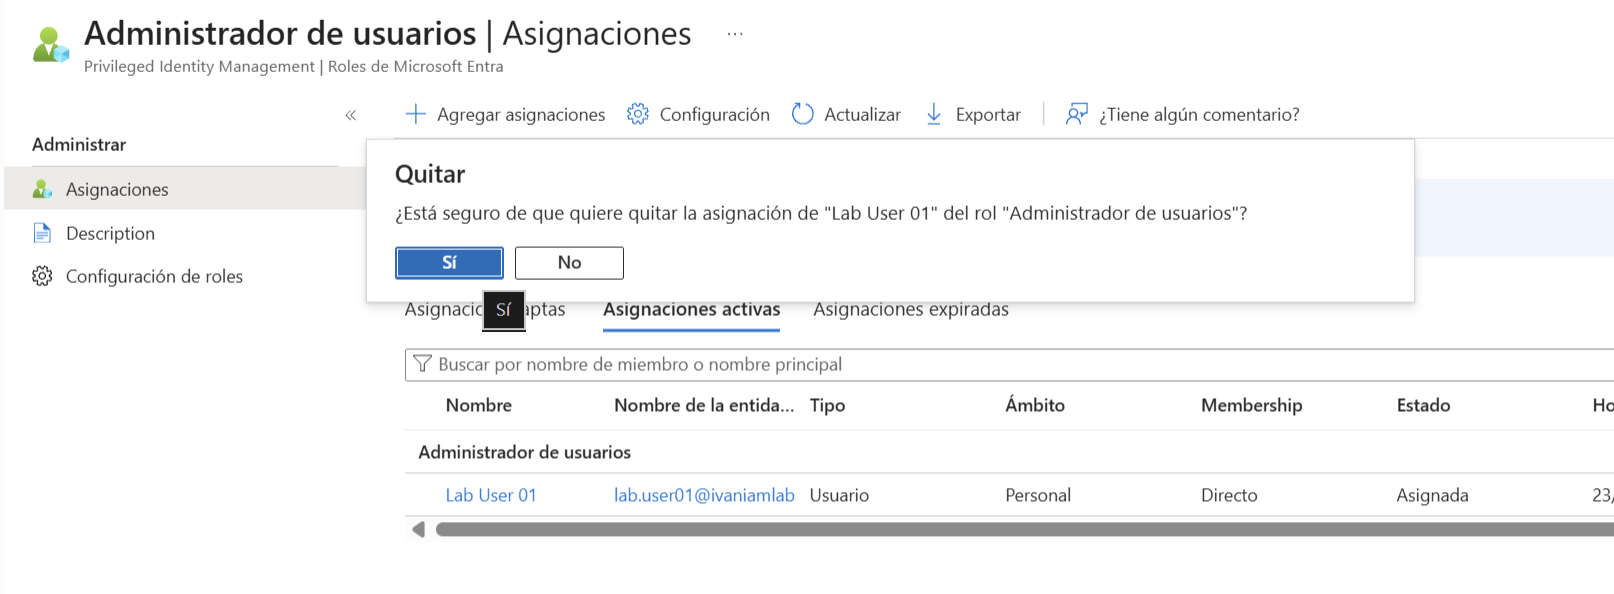 Administrador de usuarios | Asignaciones ...
Privileged Identity Management | Roles de Microsoft Entra
«
Agregar asignaciones Configuración Actualizar Exportar ¿Tiene algún comentario?
Administrar
Asignaciones
Description
Configuración de roles
Quitar
¿Está seguro de que quiere quitar la asignación de "Lab User 01" del rol "Administrador de usuarios"?
Sí No
Sí
Asignaciones activas Asignaciones expiradas
Buscar por nombre de miembro o nombre principal
Nombre Nombre de la entida... Tipo Ámbito Membership Estado
Administrador de usuarios
Lab User 01 lab.user01@ivaniamlab Usuario Personal Directo Asignada 23/